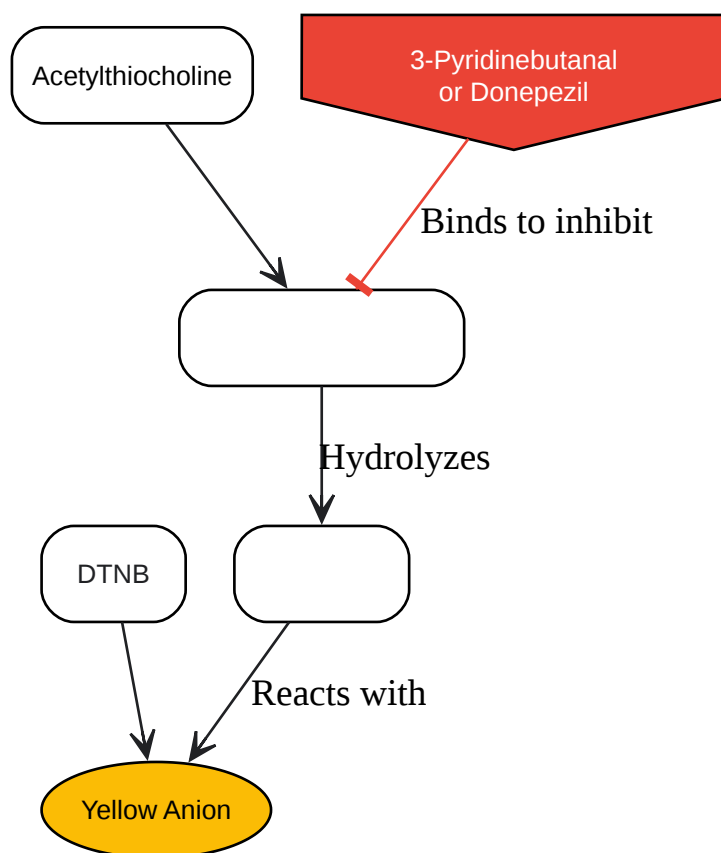 Acetylthiocholine
3-Pyridinebutanal
or Donepezil
Binds to inhibit
Hydrolyzes
DTNB
Reacts with
Yellow Anion